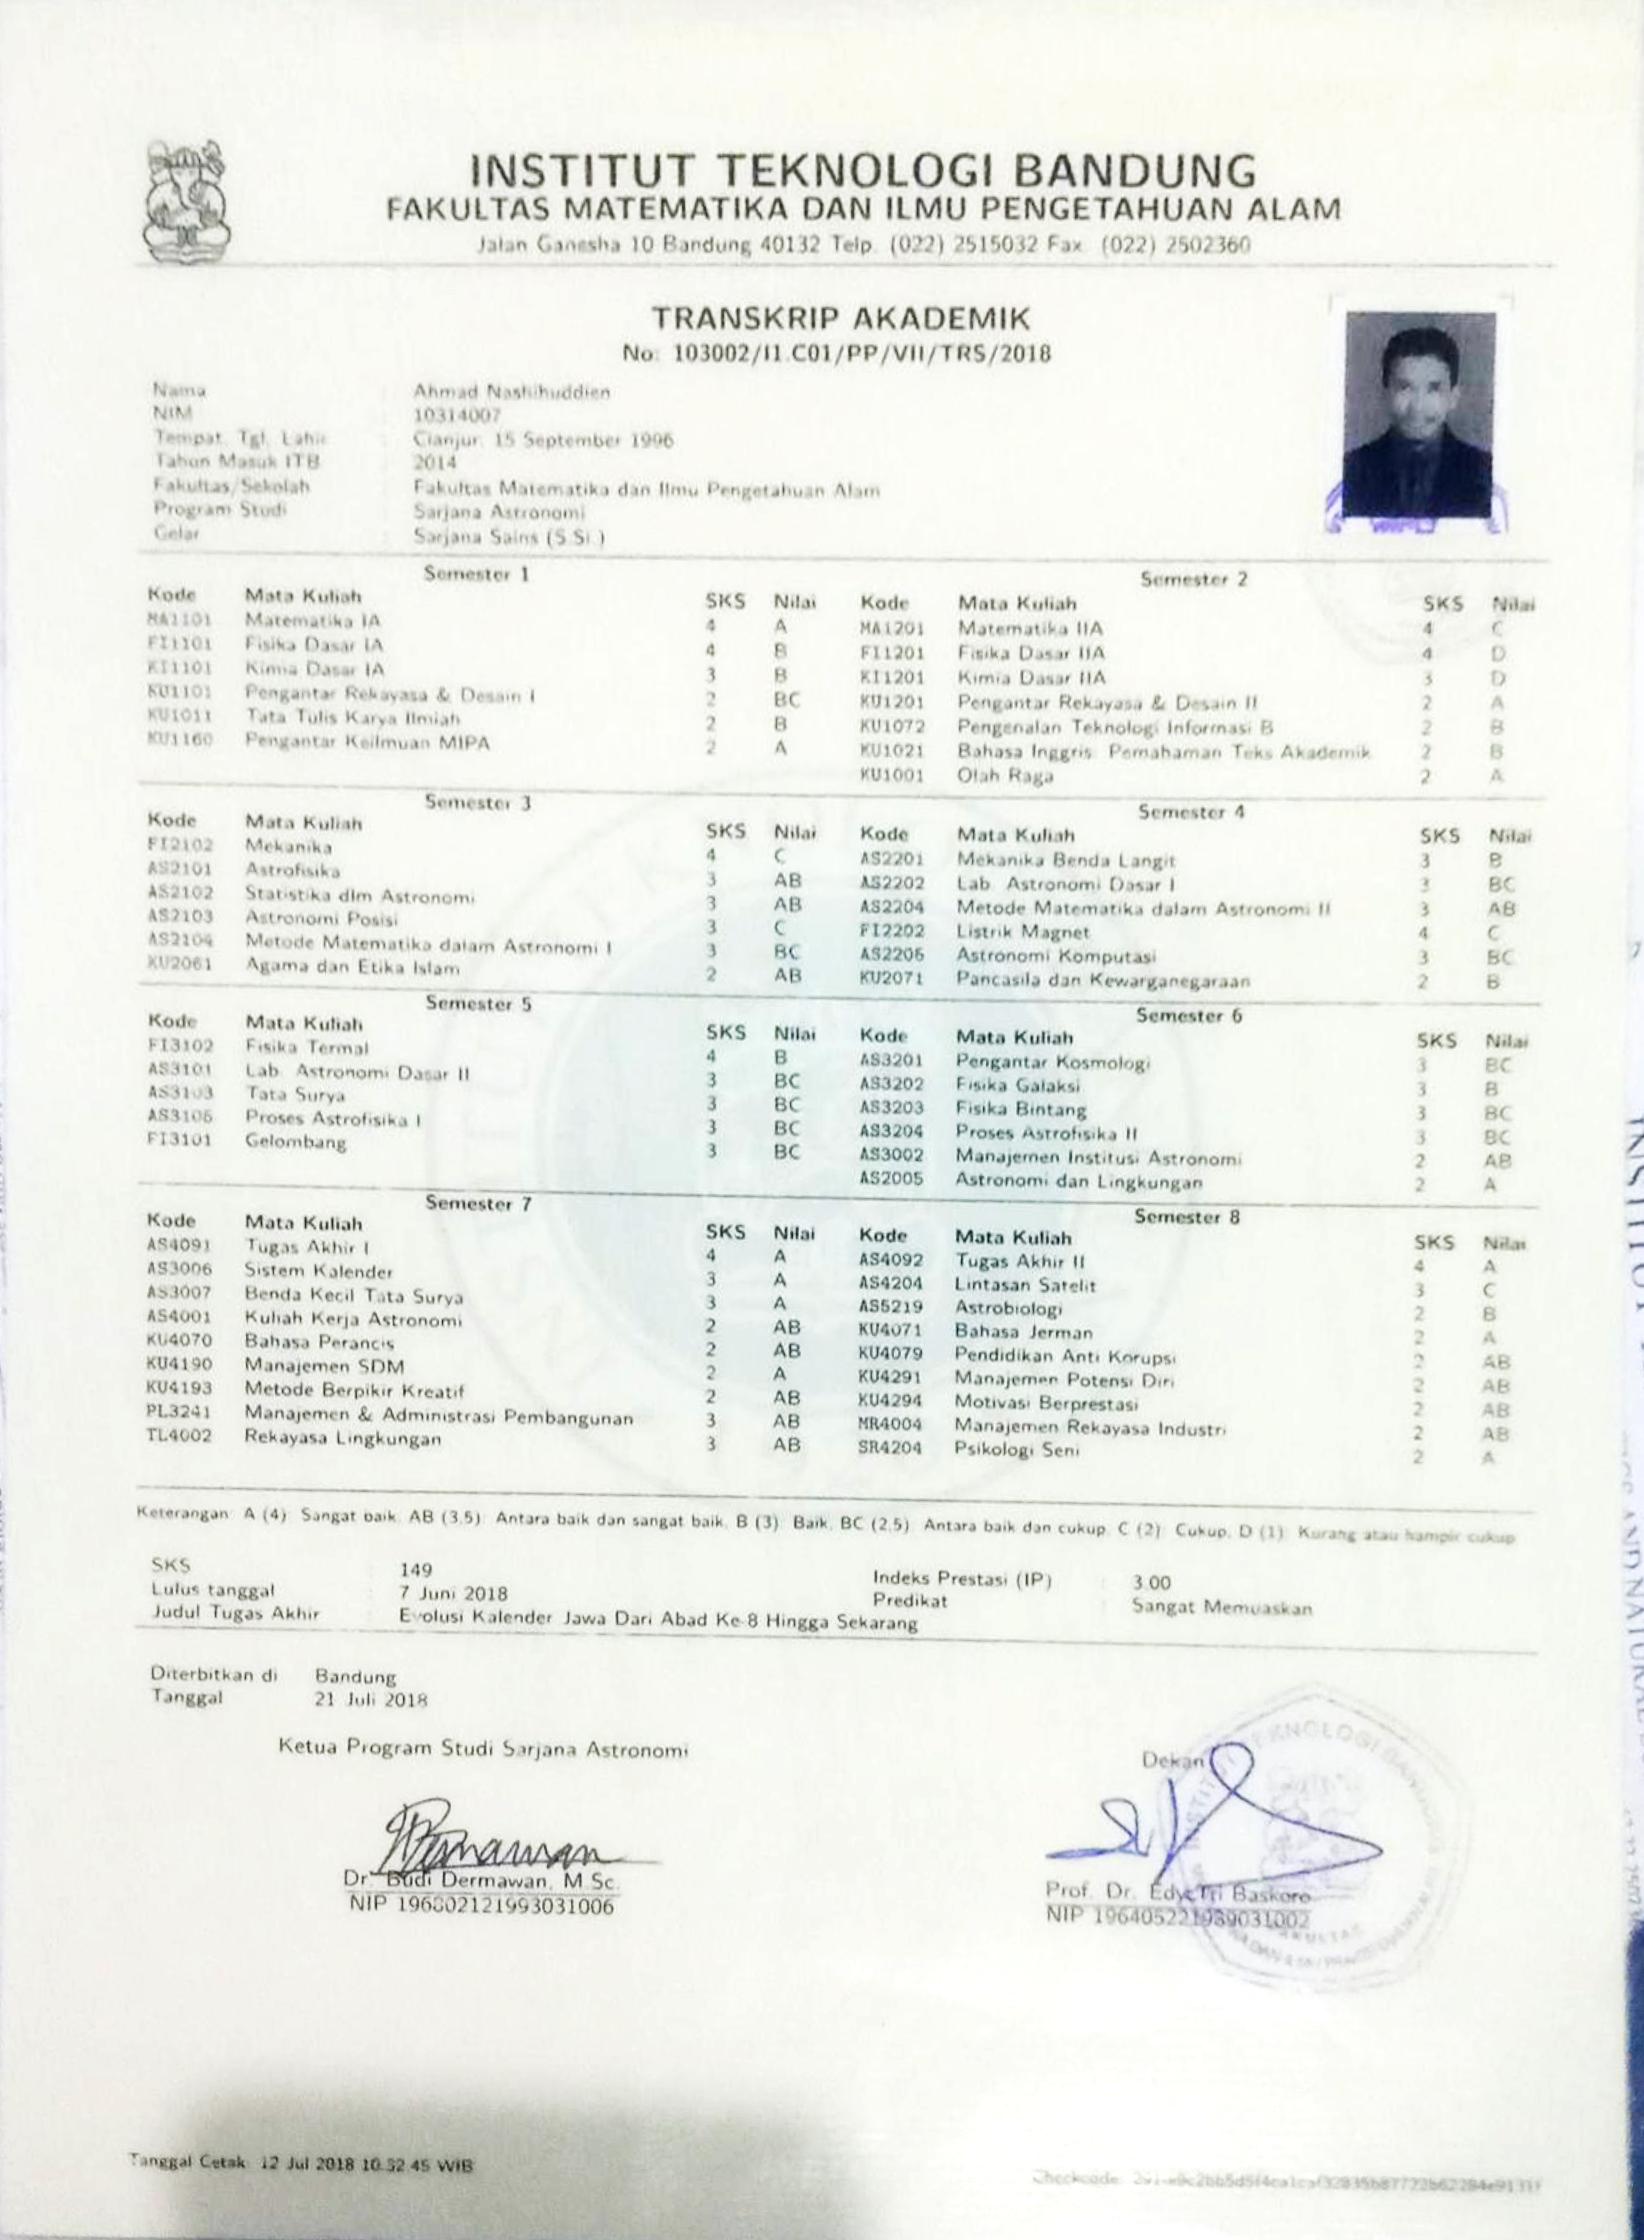 INSTITUT TEKNOLOGI BANDUNG
FAKULTAS MATEMATIKA DAN ILMU PENGETAHUAN ALAM
Jalan Ganesha 10 Bandung 40132 Telp. (022) 2515032 Fax. (022) 2502360
TRANSKRIP AKADEMIK
No: 103002/I1.C01/PP/VII/TRS/2018
Nama Ahmad Nashihuddien
NIM 10314007
Tempat, Tgl. Lahir Cianjur, 15 September 1996
Tahun Masuk ITB 2014
Fakultas/Sekolah Fakultas Matematika dan Ilmu Pengetahuan Alam
Program Studi Sarjana Astronomi
Gelar Sarjana Sains (S.Si.)
Semester 1
Kode Mata Kuliah SKS Nilai
MA1101 Matematika IA 4 A
FI1101 Fisika Dasar IA 4 B
KI1101 Kimia Dasar IA 3 B
KU1101 Pengantar Rekayasa & Desain I 2 BC
KU1011 Tata Tulis Karya Ilmiah 2 B
KU1160 Pengantar Keilmuan MIPA 2 A
Semester 2
Kode Mata Kuliah SKS Nilai
MA1201 Matematika IIA 4 C
FI1201 Fisika Dasar IIA 4 D
KI1201 Kimia Dasar IIA 3 D
KU1201 Pengantar Rekayasa & Desain II 2 A
KU1072 Pengenalan Teknologi Informasi B 2 B
KU1021 Bahasa Inggris: Pemahaman Teks Akademik 2 B
KU1001 Olah Raga 2 A
Semester 3
Kode Mata Kuliah SKS Nilai
FI2102 Mekanika 4 C
AS2101 Astrofisika 3 AB
AS2102 Statistika dlm Astronomi 3 AB
AS2103 Astronomi Posisi 3 C
AS2104 Metode Matematika dalam Astronomi I 3 BC
KU2061 Agama dan Etika Islam 2 AB
Semester 4
Kode Mata Kuliah SKS Nilai
AS2201 Mekanika Benda Langit 3 B
AS2202 Lab. Astronomi Dasar I 3 BC
AS2204 Metode Matematika dalam Astronomi II 3 AB
FI2202 Listrik Magnet 4 C
AS2205 Astronomi Komputasi 3 BC
KU2071 Pancasila dan Kewarganegaraan 2 B
Semester 5
Kode Mata Kuliah SKS Nilai
FI3102 Fisika Termal 4 B
AS3101 Lab. Astronomi Dasar II 3 BC
AS3103 Tata Surya 3 BC
AS3105 Proses Astrofisika I 3 BC
FI3101 Gelombang 3 BC
Semester 6
Kode Mata Kuliah SKS Nilai
AS3201 Pengantar Kosmologi 3 BC
AS3202 Fisika Galaksi 3 B
AS3203 Fisika Bintang 3 BC
AS3204 Proses Astrofisika II 3 BC
AS3002 Manajemen Institusi Astronomi 2 AB
AS2005 Astronomi dan Lingkungan 2 A
Semester 7
Kode Mata Kuliah SKS Nilai
AS4091 Tugas Akhir I 4 A
AS3006 Sistem Kalender 3 A
AS3007 Benda Kecil Tata Surya 3 A
AS4001 Kuliah Kerja Astronomi 2 AB
KU4070 Bahasa Perancis 2 AB
KU4190 Manajemen SDM 2 A
KU4193 Metode Berpikir Kreatif 2 AB
PL3241 Manajemen & Administrasi Pembangunan 3 AB
TL4002 Rekayasa Lingkungan 3 AB
Semester 8
Kode Mata Kuliah SKS Nilai
AS4092 Tugas Akhir II 4 A
AS4204 Lintasan Satelit 3 C
AS5219 Astrobiologi 2 B
KU4071 Bahasa Jerman 2 A
KU4079 Pendidikan Anti Korupsi 2 AB
KU4291 Manajemen Potensi Diri 2 AB
KU4294 Motivasi Berprestasi 2 AB
MR4004 Manajemen Rekayasa Industri 2 AB
SR4204 Psikologi Seni 2 A
Keterangan: A (4): Sangat baik, AB (3.5): Antara baik dan sangat baik, B (3): Baik, BC (2.5): Antara baik dan cukup, C (2): Cukup, D (1): Kurang atau hampir cukup
SKS 149
Lulus tanggal 7 Juni 2018
Judul Tugas Akhir Evolusi Kalender Jawa Dari Abad Ke-8 Hingga Sekarang
Indeks Prestasi (IP) : 3.00
Predikat Sangat Memuaskan
Diterbitkan di Bandung
Tanggal 21 Juli 2018
Ketua Program Studi Sarjana Astronomi
Dr. Budi Dermawan, M.Sc.
NIP 196802121993031006
Dekan
Prof. Dr. Edy Tri Baskoro
NIP 196405221989031002
Tanggal Cetak: 12 Jul 2018 10:32:45 WIB
Checkcode: